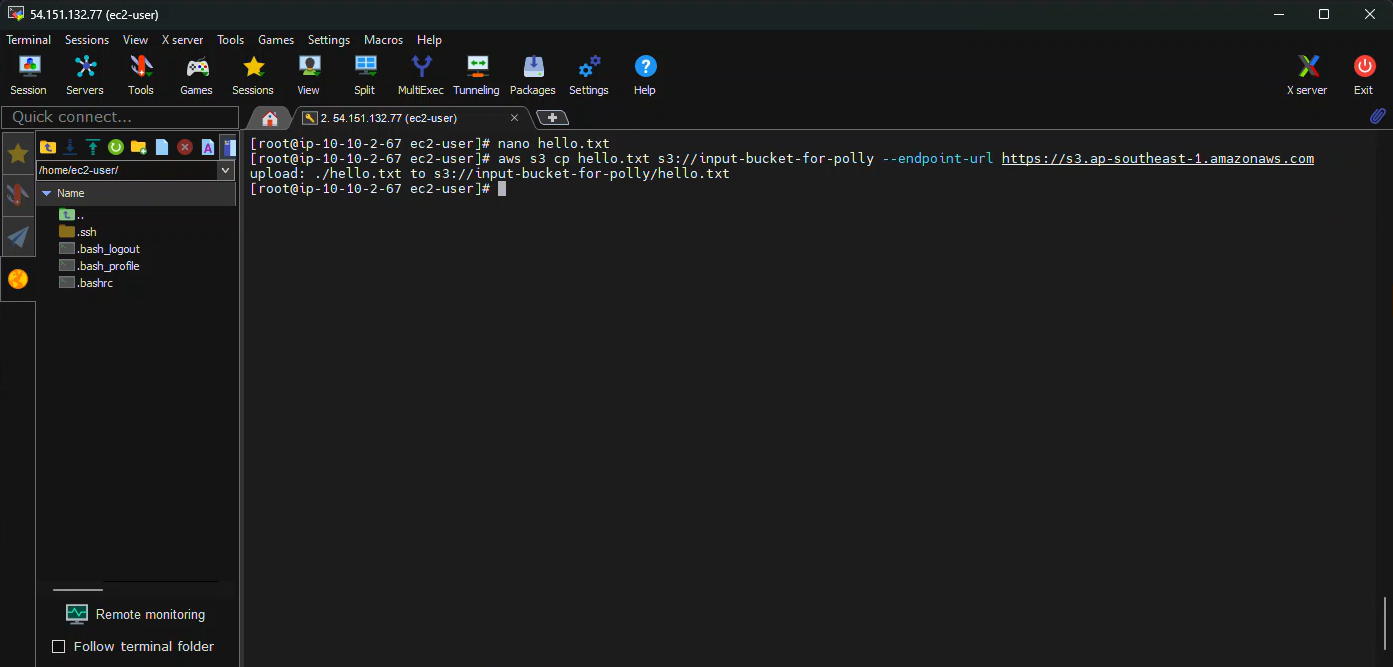 54.151.132.77 (ec2-user)
Terminal Sessions View X server Tools Games Settings Macros Help
Session Servers Tools Games Sessions View Split MultiExec Tunneling Packages Settings Help X server Exit
Quick connect...
2. 54.151.132.77 (ec2-user)
/home/ec2-user/
Name
..
.ssh
.bash_logout
.bash_profile
.bashrc
[root@ip-10-10-2-67 ec2-user]# nano hello.txt
[root@ip-10-10-2-67 ec2-user]# aws s3 cp hello.txt s3://input-bucket-for-polly --endpoint-url https://s3.ap-southeast-1.amazonaws.com
upload: ./hello.txt to s3://input-bucket-for-polly/hello.txt
[root@ip-10-10-2-67 ec2-user]#
Remote monitoring
Follow terminal folder